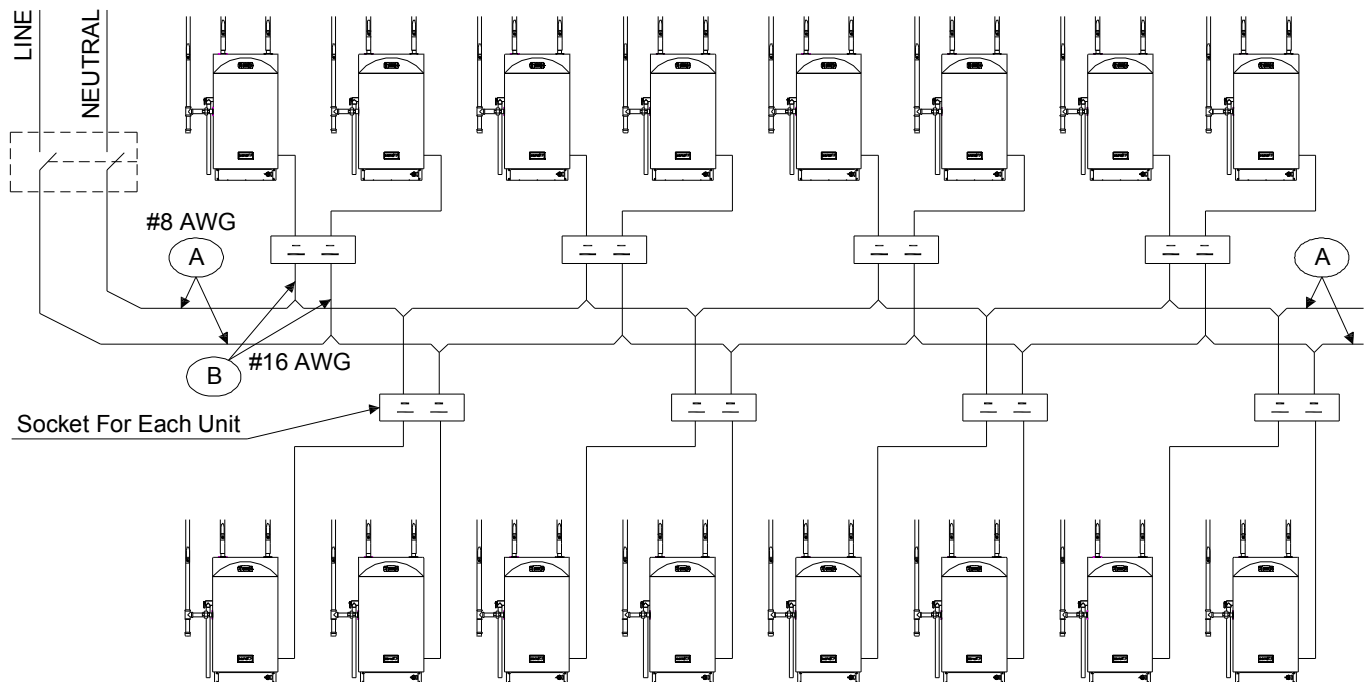 LINE
NEUTRAL
#8 AWG
A
A
B
#16 AWG
Socket For Each Unit